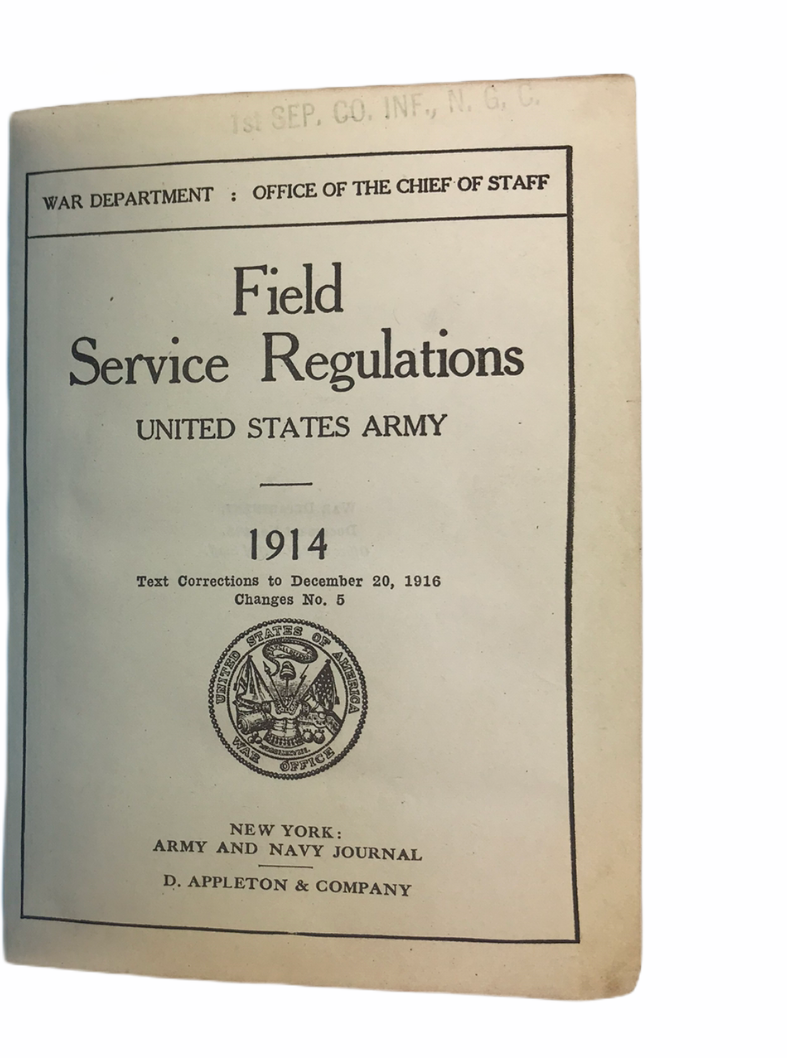 1st SEP. CO. INF., N. G. C.
WAR DEPARTMENT : OFFICE OF THE CHIEF OF STAFF
Field
Service Regulations
UNITED STATES ARMY
1914
Text Corrections to December 20, 1916
Changes No. 5
UNITED STATES OF AMERICA
WAR OFFICE
NEW YORK:
ARMY AND NAVY JOURNAL
D. APPLETON & COMPANY